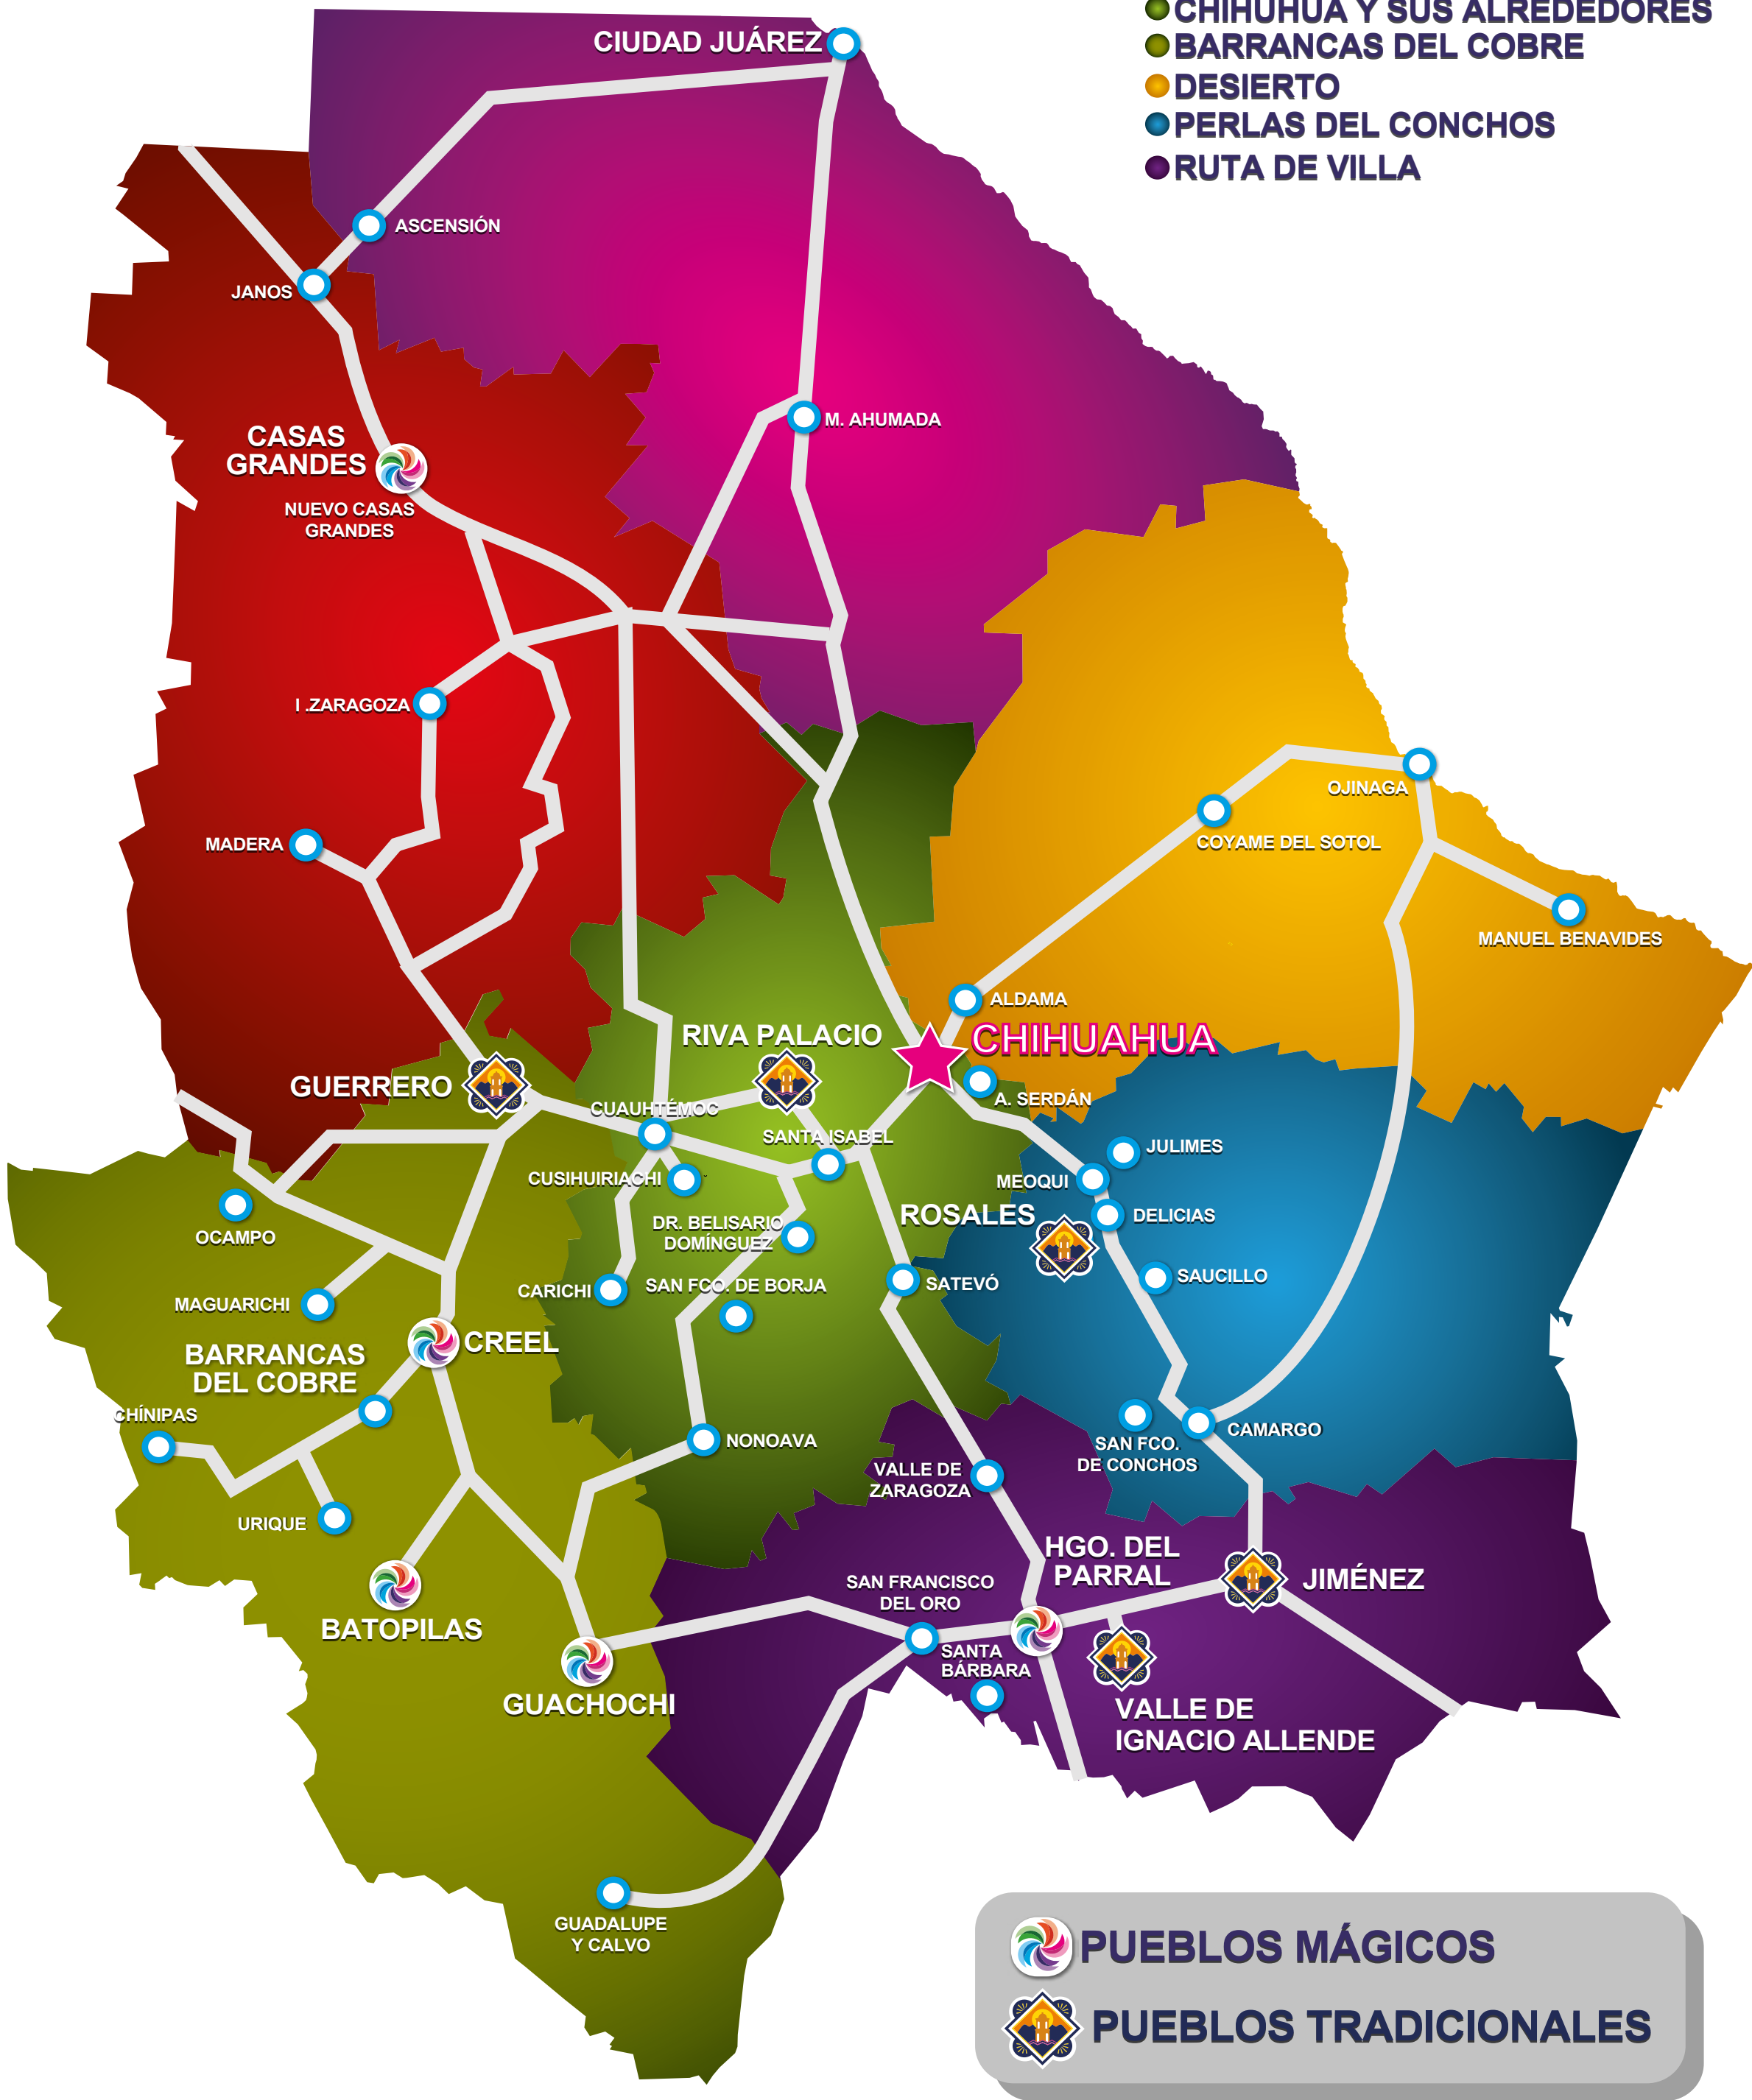 CHIHUHUA Y SUS ALREDEDORES
BARRANCAS DEL COBRE
DESIERTO
PERLAS DEL CONCHOS
RUTA DE VILLA
CIUDAD JUÁREZ
ASCENSIÓN
JANOS
M. AHUMADA
CASAS
GRANDES
NUEVO CASAS
GRANDES
I .ZARAGOZA
OJINAGA
COYAME DEL SOTOL
MADERA
MANUEL BENAVIDES
ALDAMA
CHIHUAHUA
RIVA PALACIO
GUERRERO
A. SERDÁN
CUAUHTÉMOC
SANTA ISABEL
JULIMES
CUSIHUIRIACHI
MEOQUI
ROSALES
DELICIAS
OCAMPO
DR. BELISARIO
DOMÍNGUEZ
SAUCILLO
SATEVÓ
CARICHI
SAN FCO. DE BORJA
MAGUARICHI
CREEL
BARRANCAS
DEL COBRE
CHÍNIPAS
NONOAVA
CAMARGO
SAN FCO.
DE CONCHOS
VALLE DE
ZARAGOZA
URIQUE
HGO. DEL
PARRAL
JIMÉNEZ
SAN FRANCISCO
DEL ORO
BATOPILAS
SANTA
BÁRBARA
GUACHOCHI
VALLE DE
IGNACIO ALLENDE
GUADALUPE
Y CALVO
PUEBLOS MÁGICOS
PUEBLOS TRADICIONALES